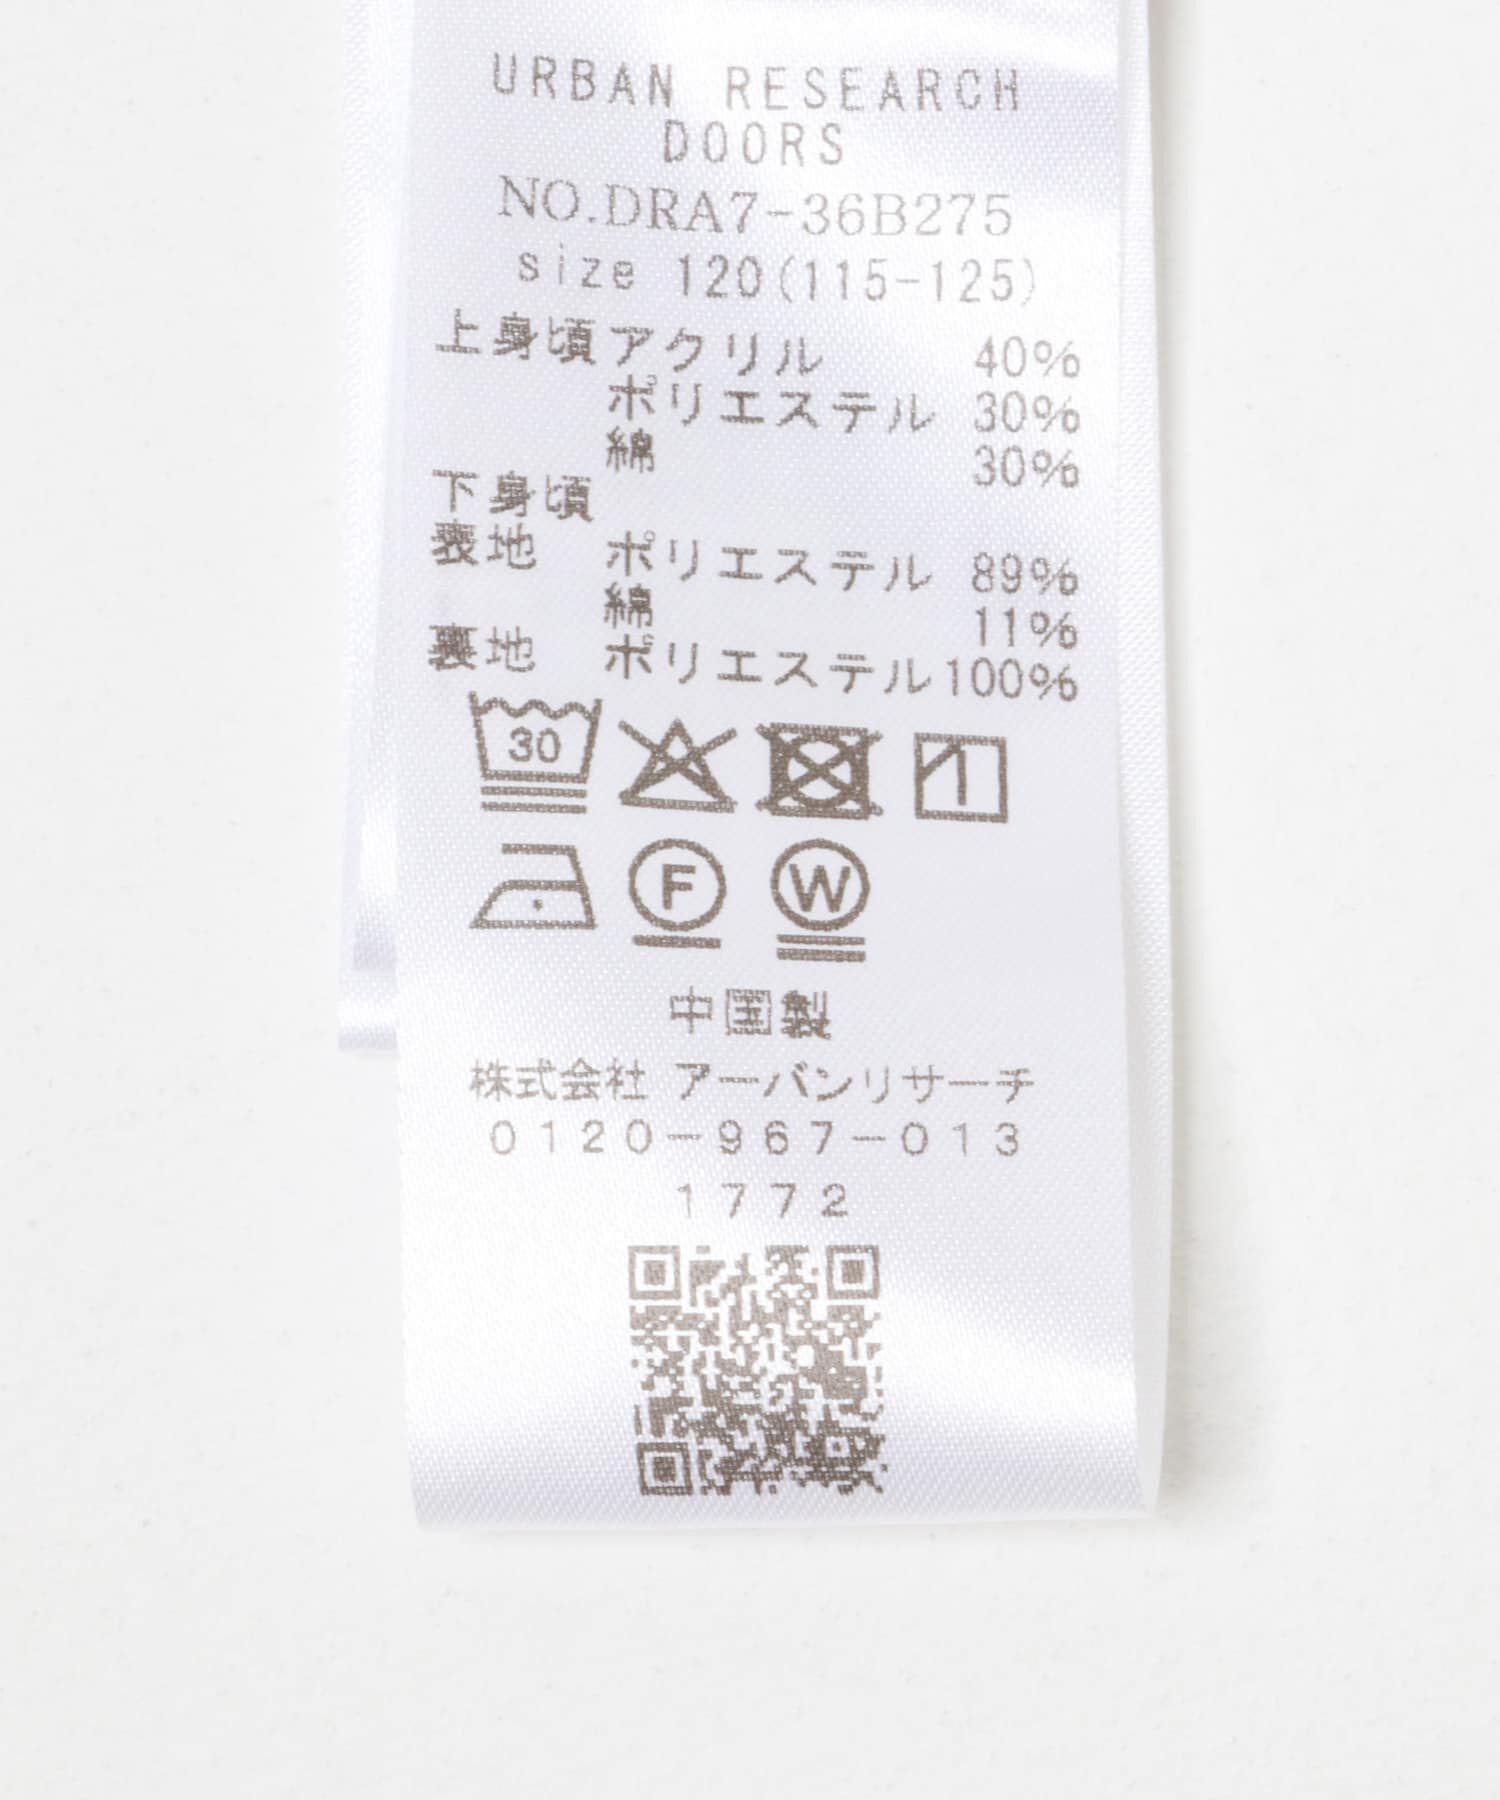 URBAN RESEARCH
DOORS
NO.DRA7-36B275
size 120(115-125)
上身頃 アクリル 40%
ポリエステル 30%
綿 30%
下身頃
表地 ポリエステル 89%
綿 11%
裏地 ポリエステル 100%
30
F W
中国製
株式会社 アーバンリサーチ
0120-967-013
1772